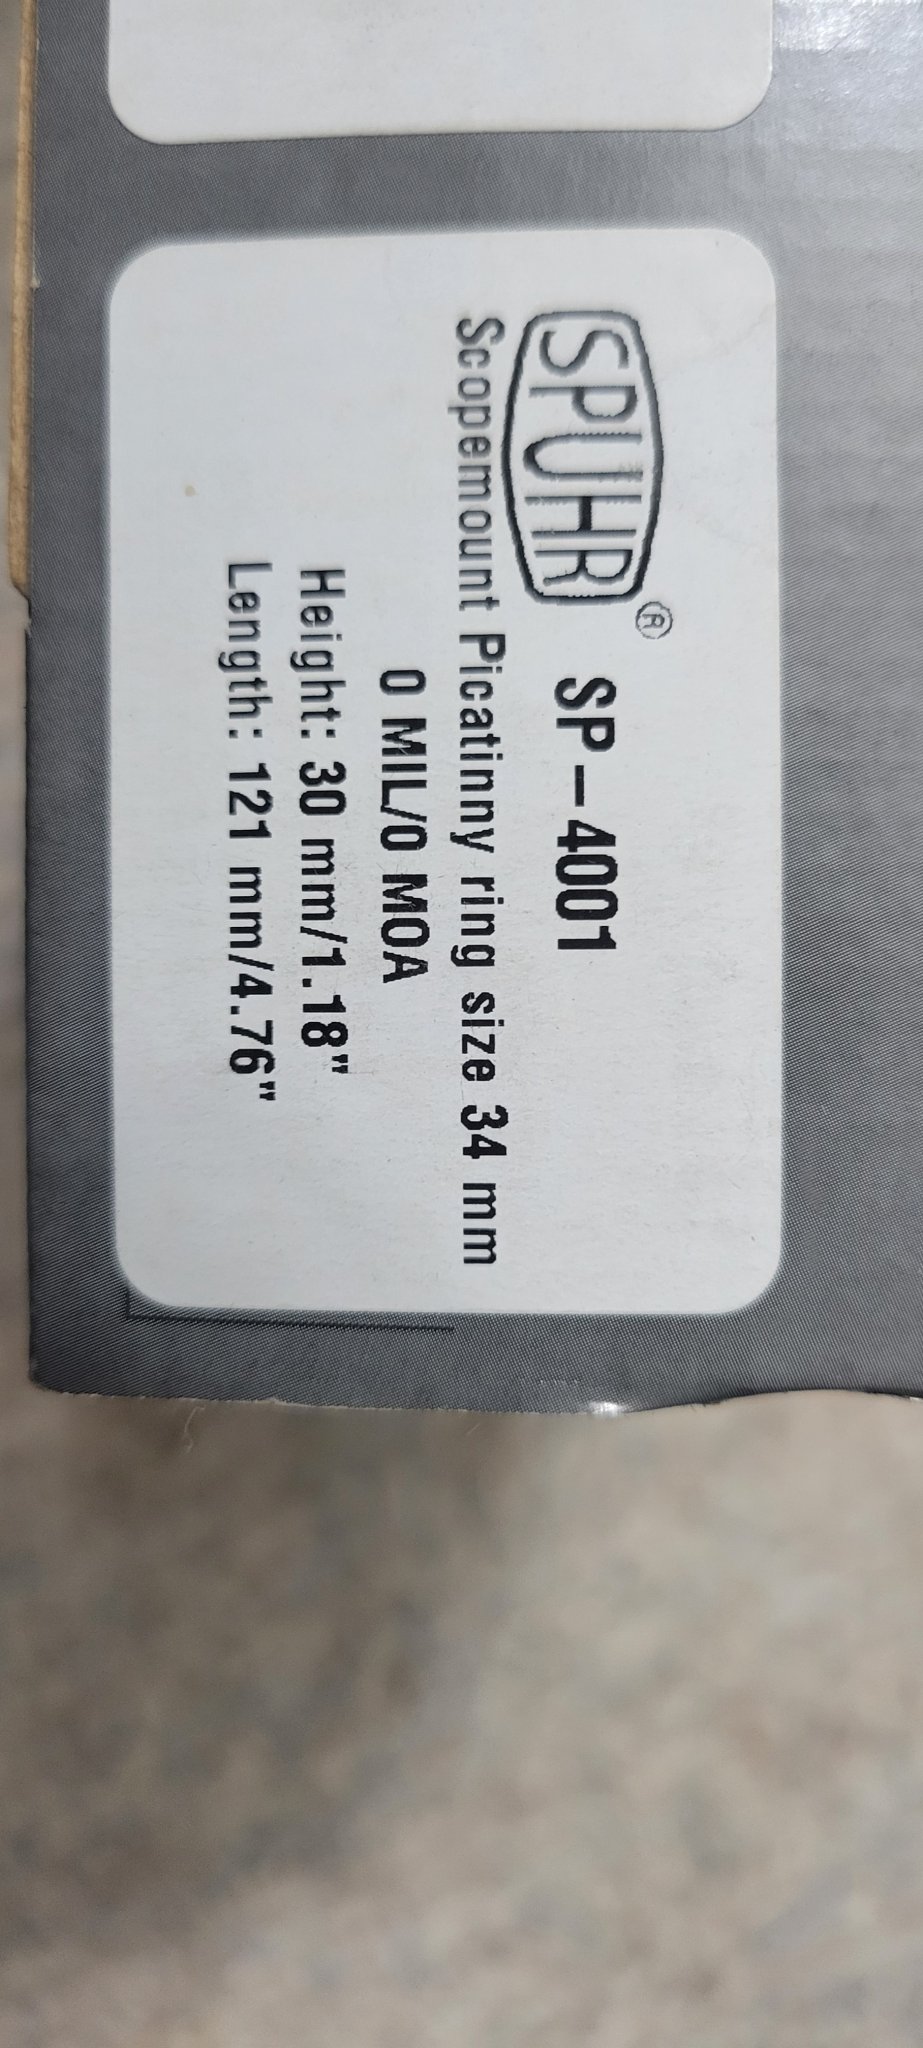 SPUHR® SP-4001
Scopemount Picatinny ring size 34 mm
0 MIL/0 MOA
Height: 30 mm/1.18"
Length: 121 mm/4.76"